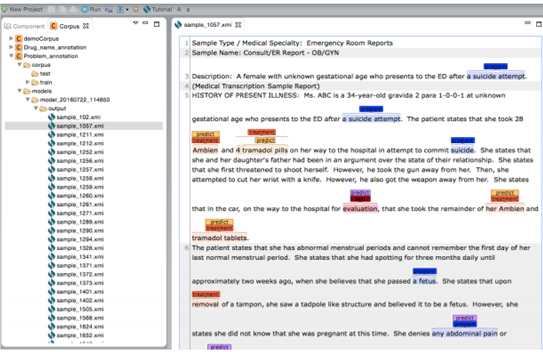 New Project
Run
Tutorial
A
a
Component
Corpus
demoCorpus
Drug_name_annotation
Problem_annotation
corpus
test
train
models
model_20160722_114850
output
sample_102.xmi
sample_1057.xmi
sample_1211.xmi
sample_1212.xmi
sample_1252.xmi
sample_1256.xmi
sample_1257.xmi
sample_1258.xmi
sample_1259.xmi
sample_1260.xmi
sample_1261.xmi
sample_1271.xmi
sample_1289.xmi
sample_1290.xmi
sample_1294.xmi
sample_1328.xmi
sample_1341.xmi
sample_1371.xmi
sample_1372.xmi
sample_1373.xmi
sample_1401.xmi
sample_1402.xmi
sample_1505.xmi
sample_1568.xmi
sample_1624.xmi
sample_1652.xmi
sample_1057.xmi
1 Sample Type / Medical Specialty: Emergency Room Reports
2 Sample Name: Consult/ER Report - OB/GYN
problem
3 Description: A female with unknown gestational age who presents to the ED after a suicide attempt.
4 (Medical Transcription Sample Report)
5 HISTORY OF PRESENT ILLNESS: Ms. ABC is a 34-year-old gravida 2 para 1-0-0-1 at unknown
problem
gestational age who presents to the ED after a suicide attempt. The patient states that she took 28
predict treatment
treatment predict problem
Ambien and 4 tramadol pills on her way to the hospital in attempt to commit suicide. She states that
she and her daughter's father had been in an argument over the state of their relationship. She states
that she first threatened to shoot herself. However, he took the gun away from her. Then, she
attempted to cut her wrist with a knife. However, he also got the weapon away from her. She states
predict predict
test treatment
that in the car, on the way to the hospital for evaluation, that she took the remainder of her Ambien and
predict
treatment
tramadol tablets.
6 The patient states that she has abnormal menstrual periods and cannot remember the first day of her
last normal menstrual period. She states that she had spotting for three months daily until
problem
approximately two weeks ago, when she believes that she passed a fetus. She states that upon
treatment
removal of a tampon, she saw a tadpole like structure and believed it to be a fetus. However, she
predict
problem
states she did not know that she was pregnant at this time. She denies any abdominal pain or
predict
predict